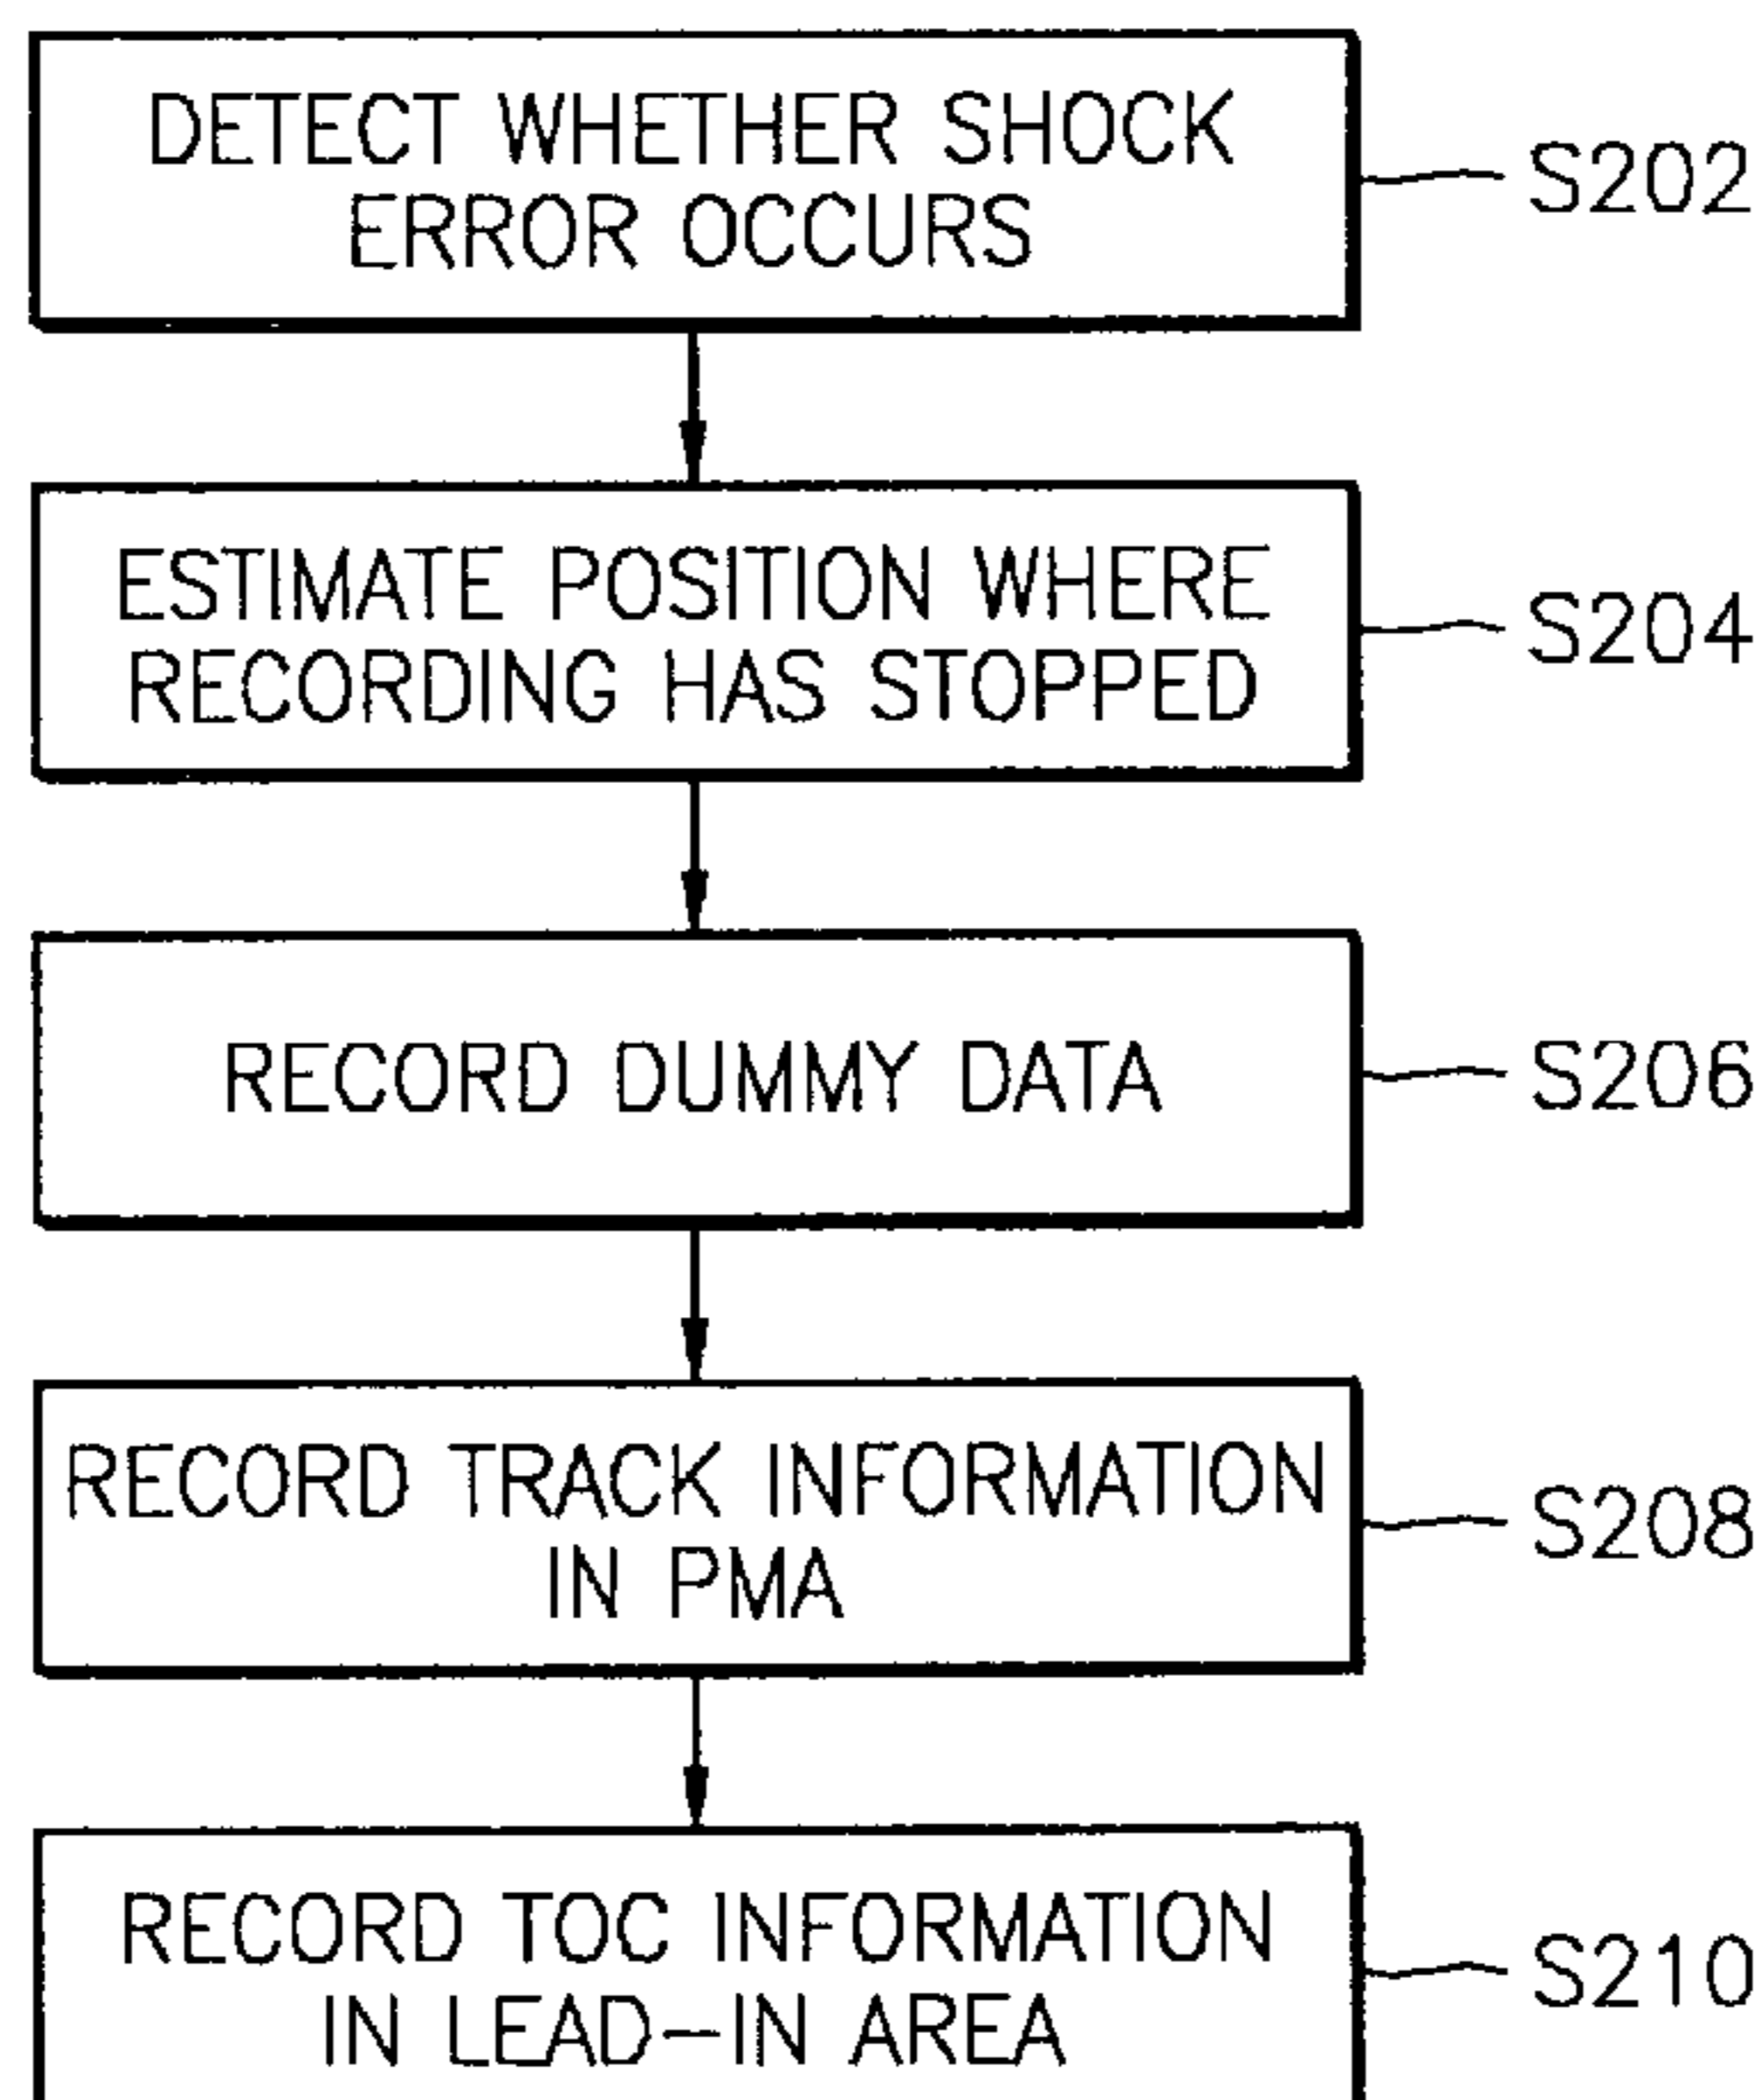 DETECT WHETHER SHOCK
ERROR OCCURS
S202
ESTIMATE POSITION WHERE
RECORDING HAS STOPPED
S204
RECORD DUMMY DATA
S206
RECORD TRACK INFORMATION
IN PMA
S208
RECORD TOC INFORMATION
IN LEAD-IN AREA
S210